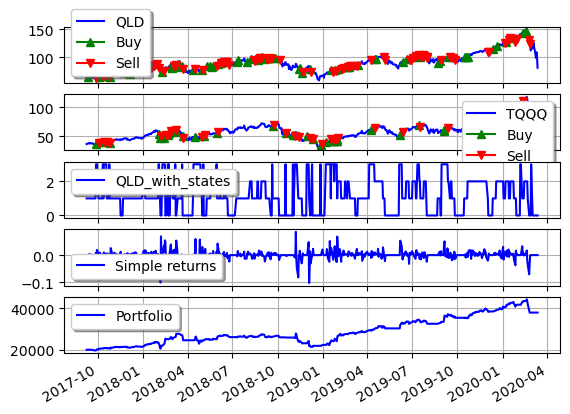 150
100
QLD
Buy
Sell
100
50
TQQQ
Buy
Sell
2
0
QLD_with_states
0.0
−0.1
Simple returns
40000
20000
Portfolio
2017-10
2018-01
2018-04
2018-07
2018-10
2019-01
2019-04
2019-07
2019-10
2020-01
2020-04